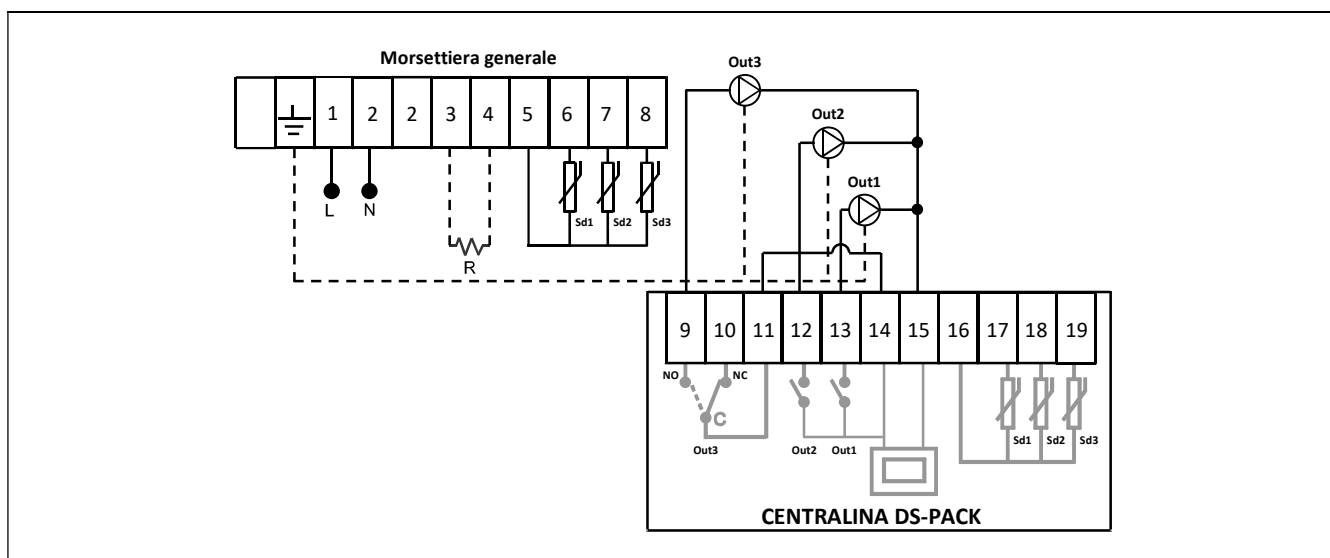 Morsettiera generale
1 2 2 3 4 5 6 7 8
L N
R
Sd1 Sd2 Sd3
Out3
Out2
Out1
9 10 11 12 13 14 15 16 17 18 19
NO NC
C
Out3 Out2 Out1
Sd1 Sd2 Sd3
CENTRALINA DS-PACK